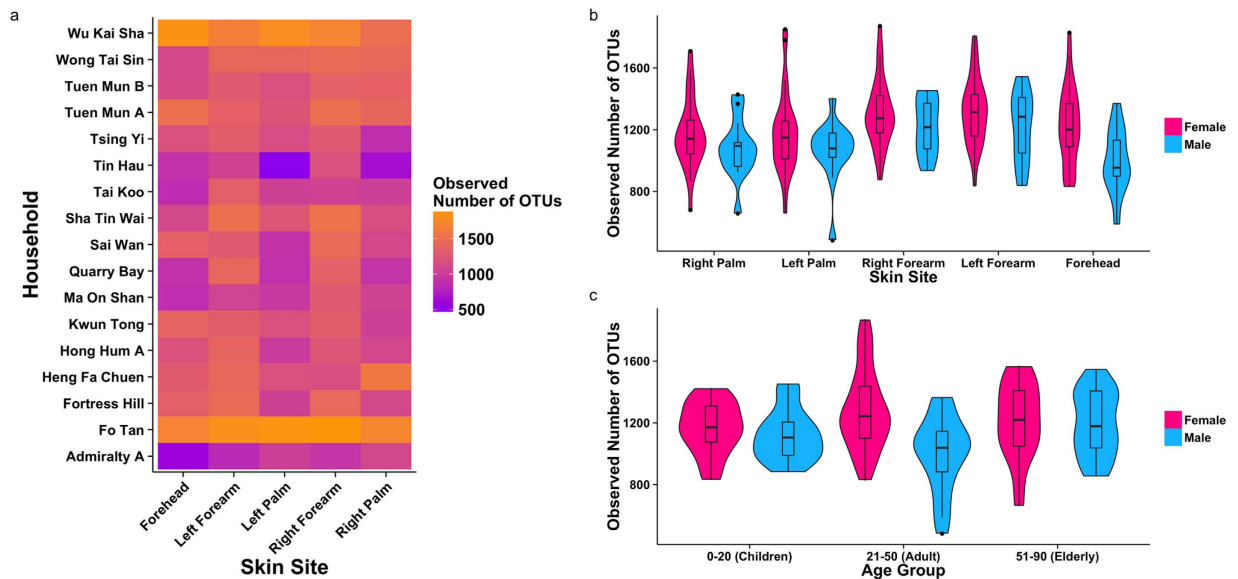 a
Household
Wu Kai Sha
Wong Tai Sin
Tuen Mun B
Tuen Mun A
Tsing Yi
Tin Hau
Tai Koo
Sha Tin Wai
Sai Wan
Quarry Bay
Ma On Shan
Kwun Tong
Hong Hum A
Heng Fa Chuen
Fortress Hill
Fo Tan
Admiralty A
Forehead
Left Forearm
Left Palm
Right Forearm
Right Palm
Skin Site
Observed
Number of OTUs
1500
1000
500
b
Observed Number of OTUs
1600
1200
800
Right Palm
Left Palm
Right Forearm
Left Forearm
Forehead
Skin Site
Female
Male
c
Observed Number of OTUs
1600
1200
800
0-20 (Children)
21-50 (Adult)
51-90 (Elderly)
Age Group
Female
Male